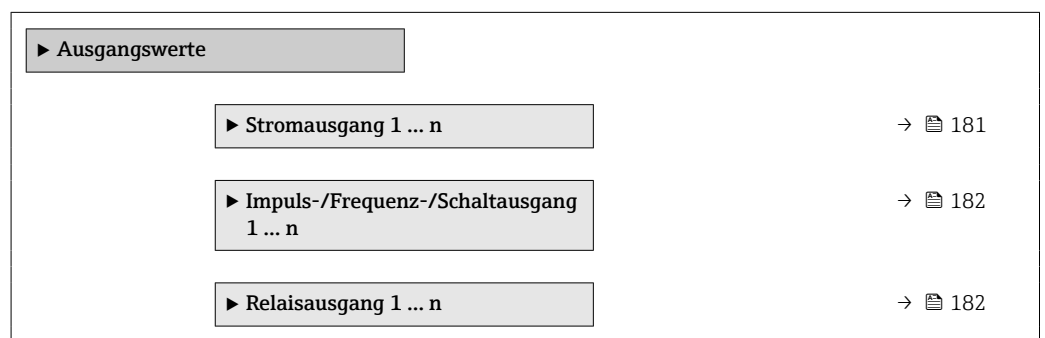 ► Ausgangswerte
► Stromausgang 1 … n → 181
► Impuls-/Frequenz-/Schaltausgang → 182
1 … n
► Relaisausgang 1 … n → 182